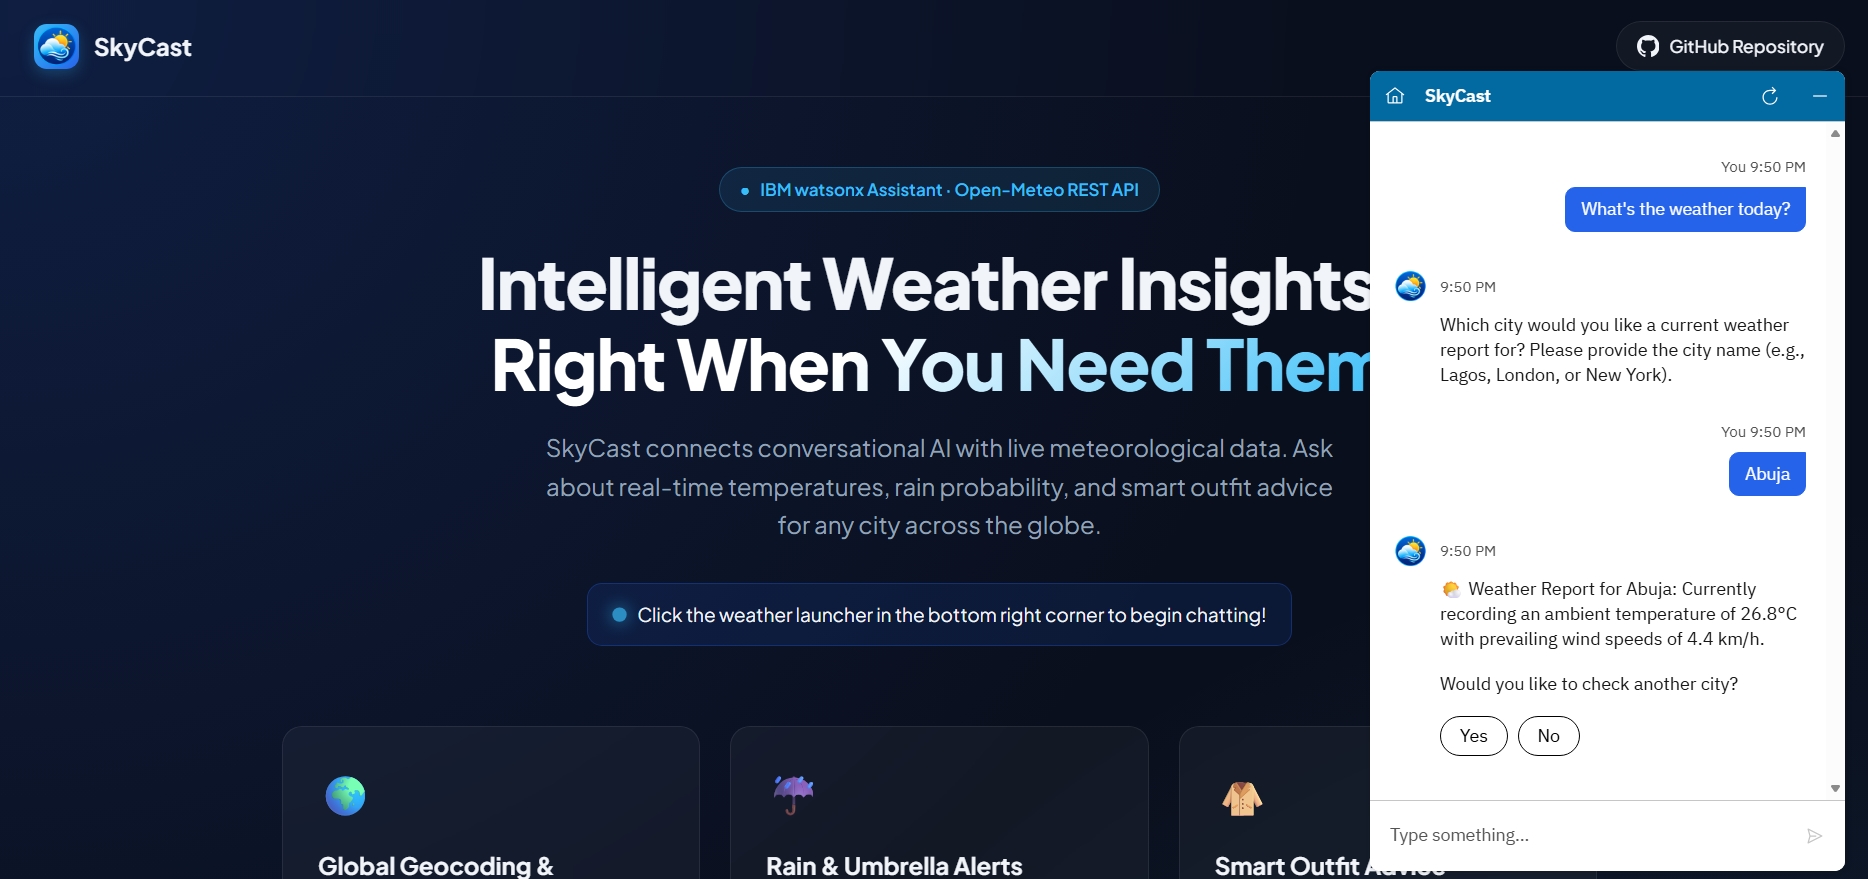 SkyCast
GitHub Repository
IBM watsonx Assistant · Open-Meteo REST API
Intelligent Weather Insights
Right When You Need Them
SkyCast connects conversational AI with live meteorological data. Ask
about real-time temperatures, rain probability, and smart outfit advice
for any city across the globe.
Click the weather launcher in the bottom right corner to begin chatting!
Global Geocoding &
Rain & Umbrella Alerts
Smart Outfit Advice
SkyCast
You 9:50 PM
What's the weather today?
9:50 PM
Which city would you like a current weather
report for? Please provide the city name (e.g.,
Lagos, London, or New York).
You 9:50 PM
Abuja
9:50 PM
Weather Report for Abuja: Currently
recording an ambient temperature of 26.8°C
with prevailing wind speeds of 4.4 km/h.
Would you like to check another city?
Yes
No
Type something...